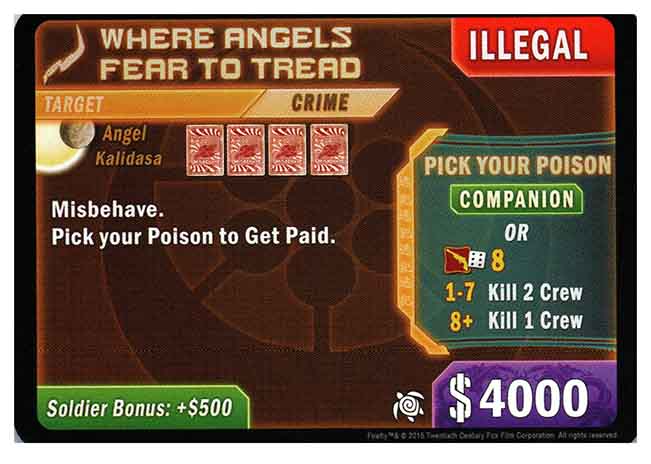 WHERE ANGELS
FEAR TO TREAD
ILLEGAL
TARGET
CRIME
Angel
Kalidasa
Misbehave.
Pick your Poison to Get Paid.
PICK YOUR POISON
COMPANION
OR
8
1-7 Kill 2 Crew
8+ Kill 1 Crew
Soldier Bonus: +$500
$4000
Firefly™& © 2015 Twentieth Century Fox Film Corporation. All rights reserved.